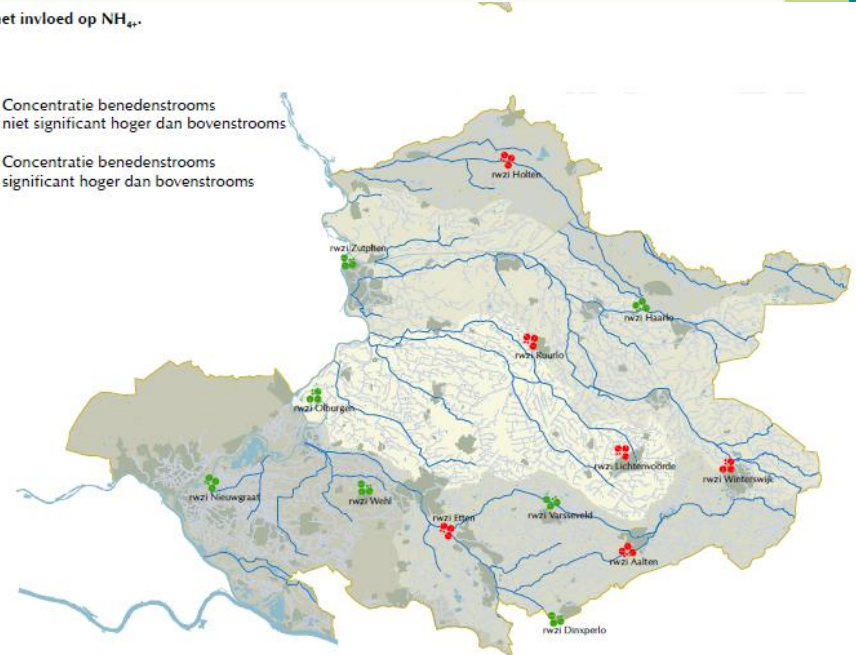 et invloed op NH₄₊.
Concentratie benedenstrooms
niet significant hoger dan bovenstrooms
Concentratie benedenstrooms
significant hoger dan bovenstrooms
rwzi Holten
rwzi Zutphen
rwzi Haarlo
rwzi Ruurlo
rwzi Olburgen
rwzi Lichtenvoorde
rwzi Winterswijk
rwzi Nieuwgraaf
rwzi Wehl
rwzi Etten
rwzi Varsseveld
rwzi Aalten
rwzi Dinxperlo